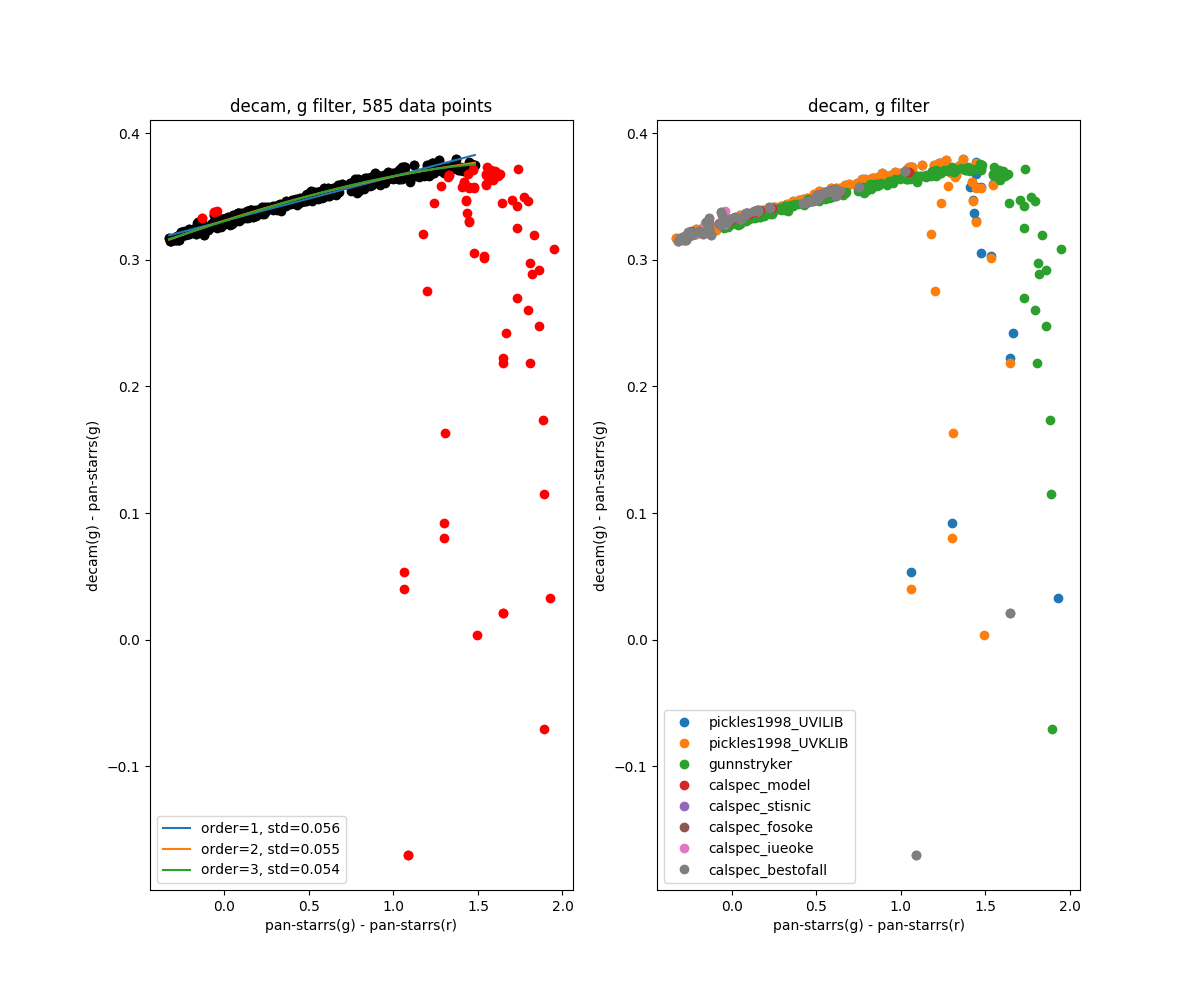 decam, g filter, 585 data points
decam(g) - pan-starrs(g)
0.4
0.3
0.2
0.1
0.0
−0.1
order=1, std=0.056
order=2, std=0.055
order=3, std=0.054
0.0 0.5 1.0 1.5 2.0
pan-starrs(g) - pan-starrs(r)
decam, g filter
decam(g) - pan-starrs(g)
0.4
0.3
0.2
0.1
0.0
−0.1
pickles1998_UVILIB
pickles1998_UVKLIB
gunnstryker
calspec_model
calspec_stisnic
calspec_fosoke
calspec_iueoke
calspec_bestofall
0.0 0.5 1.0 1.5 2.0
pan-starrs(g) - pan-starrs(r)